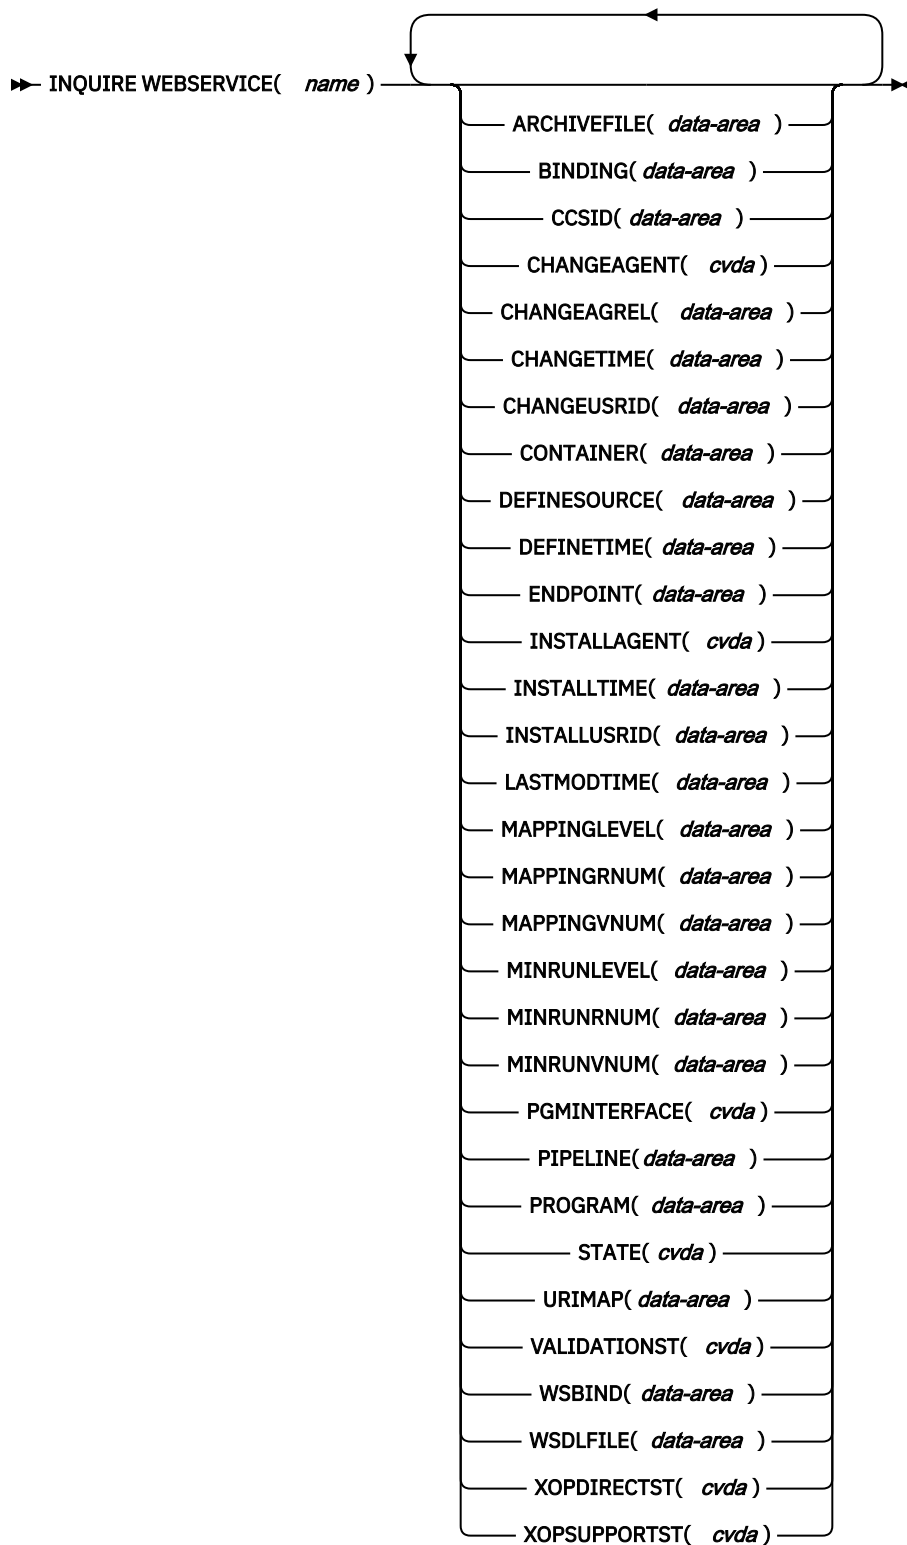 INQUIRE WEBSERVICE( name )
ARCHIVEFILE( data-area )
BINDING( data-area )
CCSID( data-area )
CHANGEAGENT( cvda )
CHANGEAGREL( data-area )
CHANGETIME( data-area )
CHANGEUSRID( data-area )
CONTAINER( data-area )
DEFINESOURCE( data-area )
DEFINETIME( data-area )
ENDPOINT( data-area )
INSTALLAGENT( cvda )
INSTALLTIME( data-area )
INSTALLUSRID( data-area )
LASTMODTIME( data-area )
MAPPINGLEVEL( data-area )
MAPPINGRNUM( data-area )
MAPPINGVNUM( data-area )
MINRUNLEVEL( data-area )
MINRUNRNUM( data-area )
MINRUNVNUM( data-area )
PGMINTERFACE( cvda )
PIPELINE( data-area )
PROGRAM( data-area )
STATE( cvda )
URIMAP( data-area )
VALIDATIONST( cvda )
WSBIND( data-area )
WSDLFILE( data-area )
XOPDIRECTST( cvda )
XOPSUPPORTST( cvda )